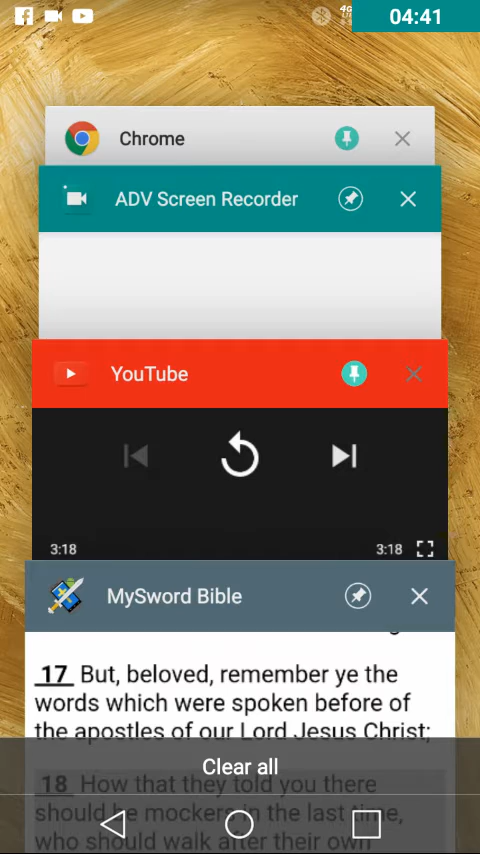 04:41
Chrome
ADV Screen Recorder
YouTube
3:18
3:18
MySword Bible
17 But, beloved, remember ye the
words which were spoken before of
the apostles of our Lord Jesus Christ;
Clear all
18 How that they told you there
should be mockers in the last time,
who should walk after their own